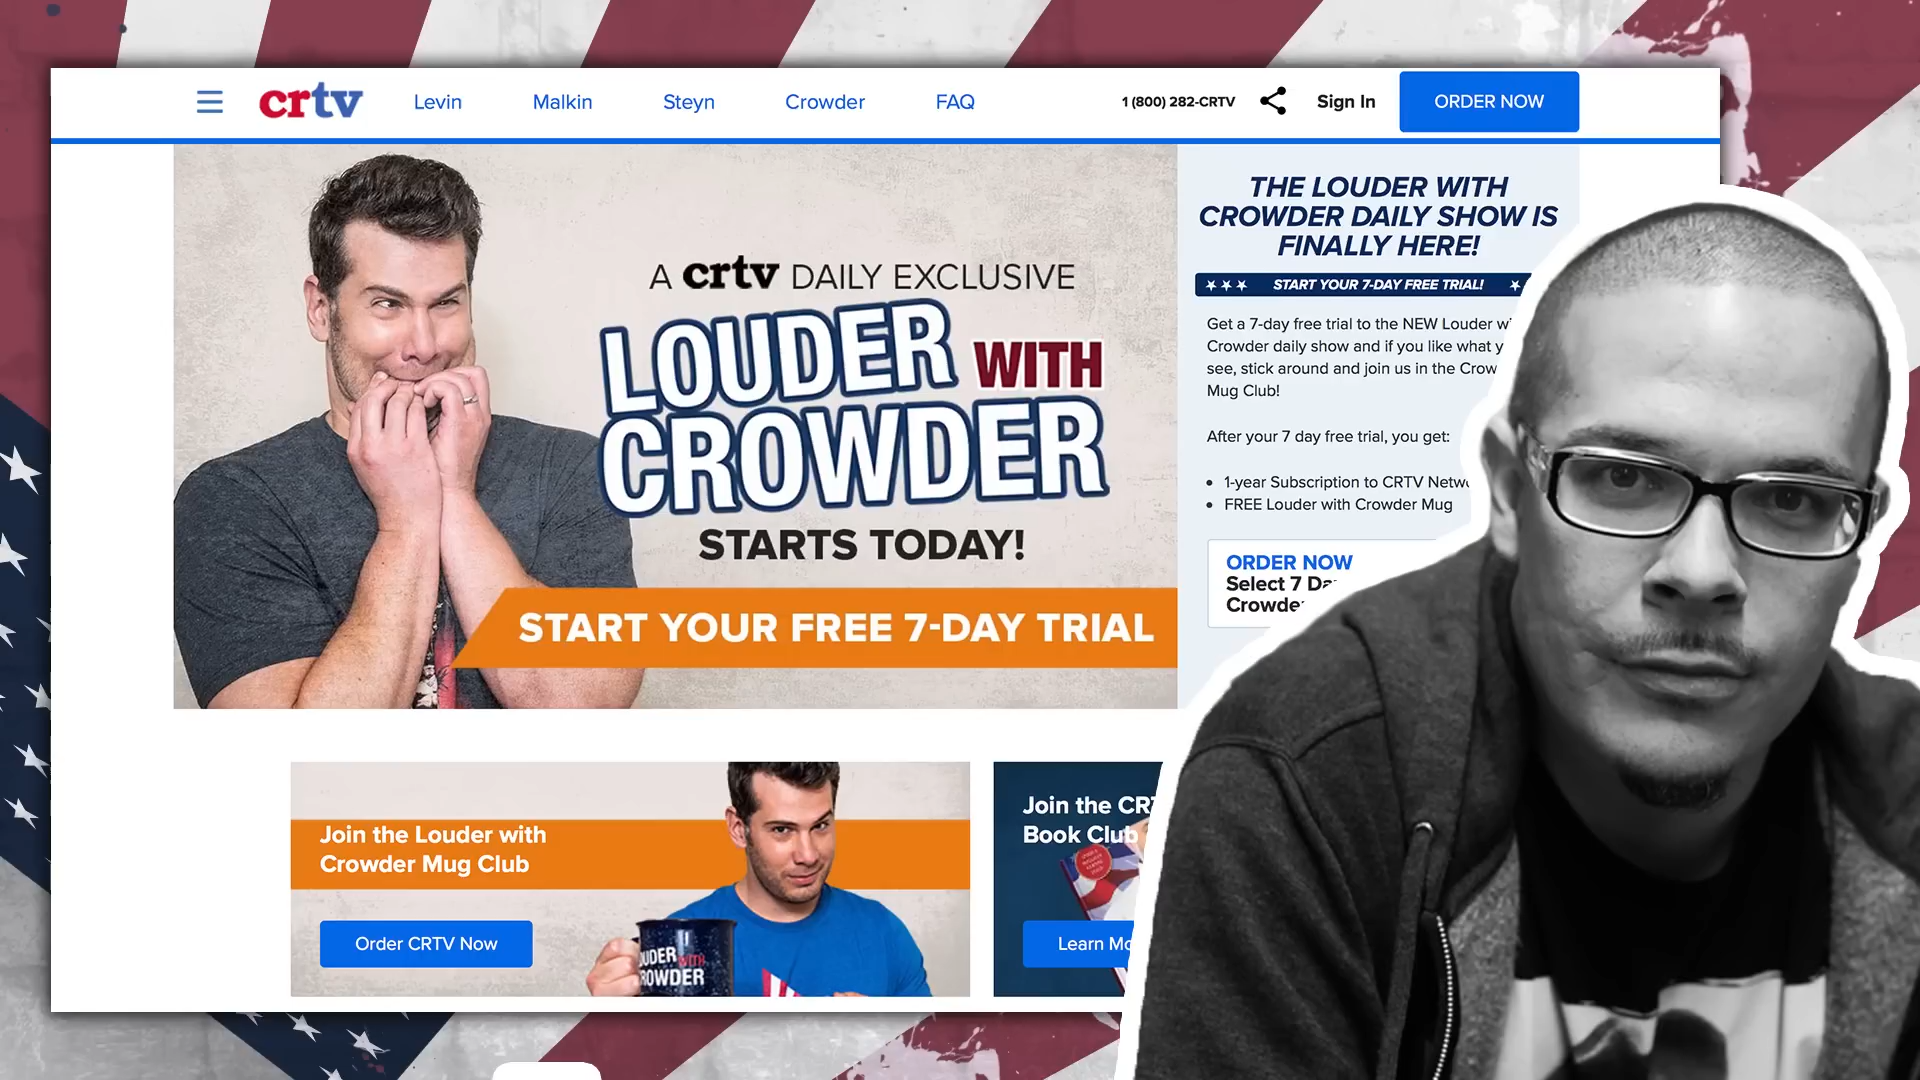 crtv
Levin
Malkin
Steyn
Crowder
FAQ
1 (800) 282-CRTV
Sign In
ORDER NOW
A crtv DAILY EXCLUSIVE
LOUDER WITH
CROWDER
STARTS TODAY!
START YOUR FREE 7-DAY TRIAL
THE LOUDER WITH
CROWDER DAILY SHOW IS
FINALLY HERE!
START YOUR 7-DAY FREE TRIAL!
Get a 7-day free trial to the NEW Louder
Crowder daily show and if you like what
see, stick around and join us in the
Mug Club!
After your 7 day free trial, you get:
1-year Subscription to CRTV
FREE Louder with Crowder Mug
ORDER NOW
Select 7
Join the Louder with
Crowder Mug Club
Order CRTV Now
Join the
Book Club
Learn